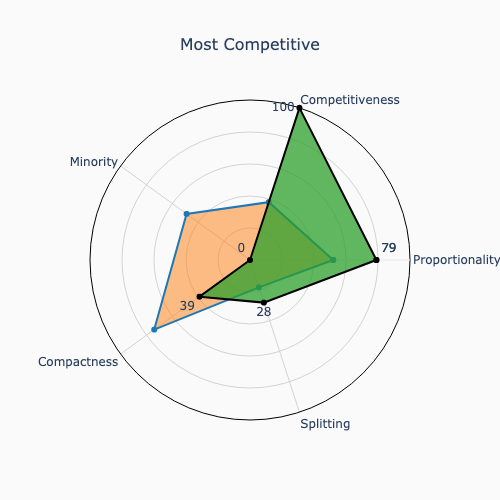 Most Competitive
Competitiveness
100
Minority
0
79
Proportionality
39
28
Compactness
Splitting